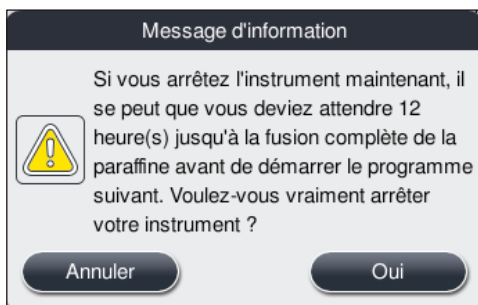 Message d'information
Si vous arrêtez l'instrument maintenant, il
se peut que vous deviez attendre 12
heure(s) jusqu'à la fusion complète de la
paraffine avant de démarrer le programme
suivant. Voulez-vous vraiment arrêter
votre instrument ?
Annuler
Oui